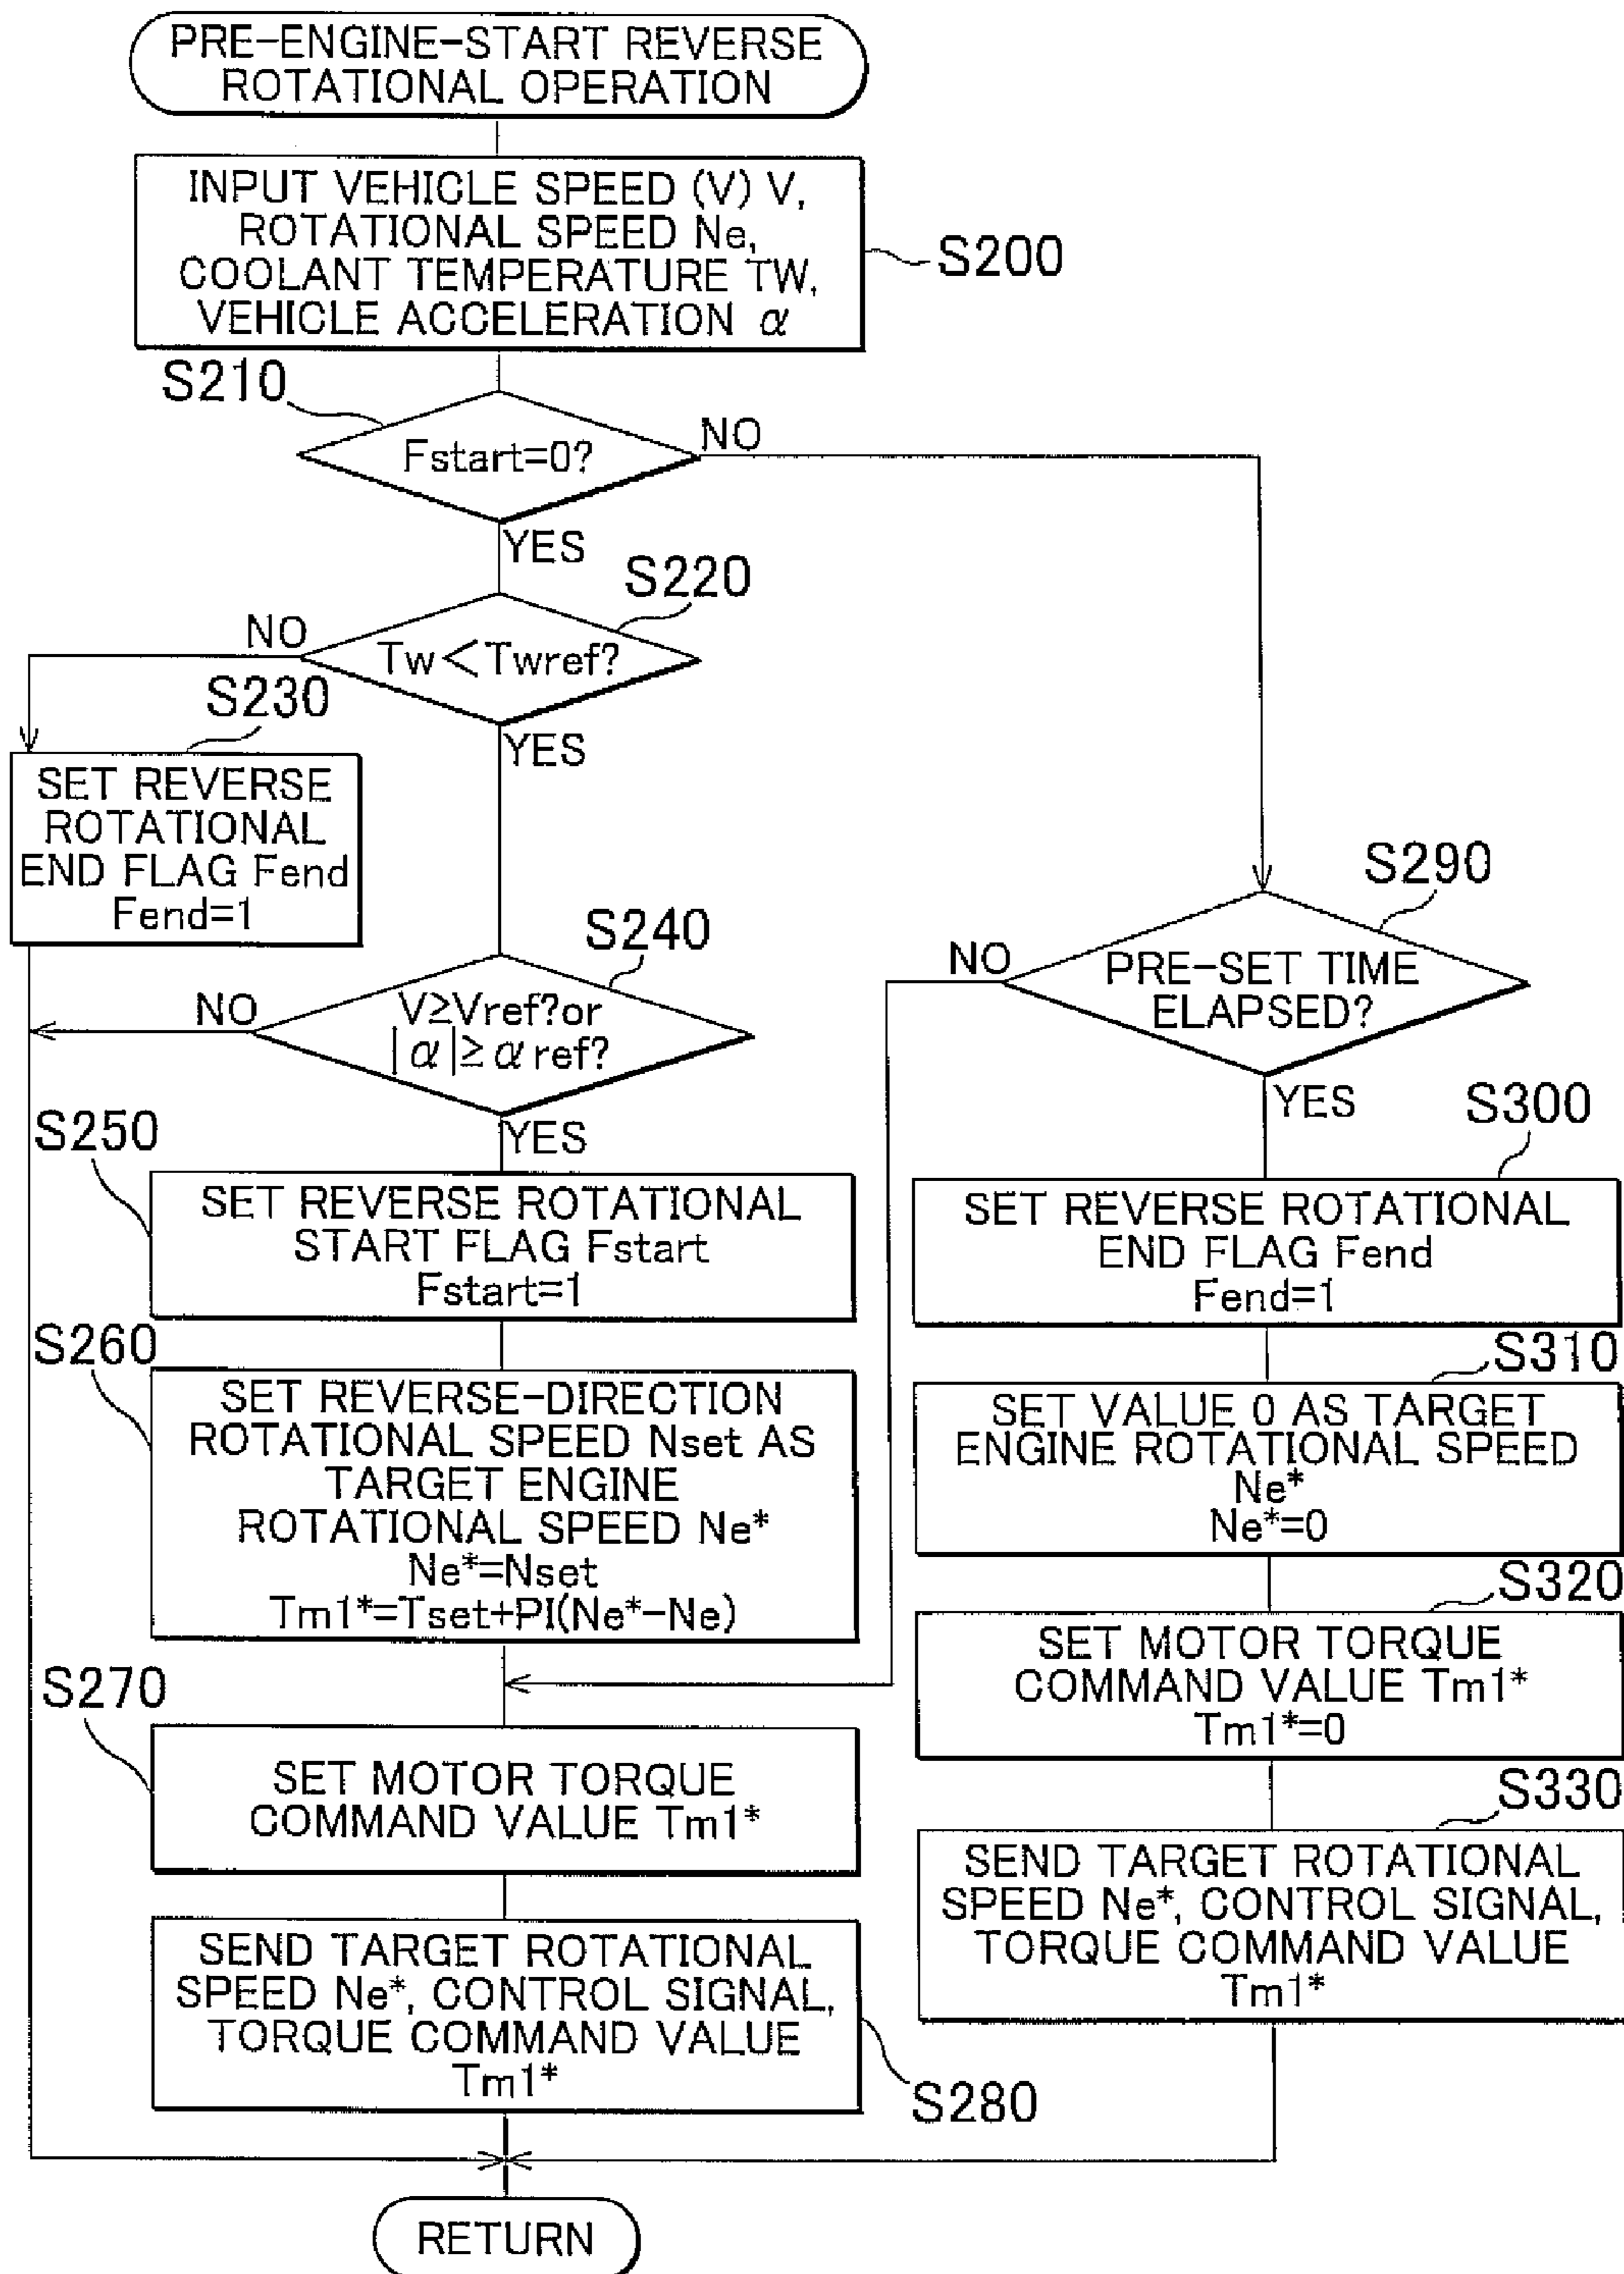 PRE-ENGINE-START REVERSE
ROTATIONAL OPERATION
INPUT VEHICLE SPEED (V) V,
ROTATIONAL SPEED Ne,
COOLANT TEMPERATURE TW,
VEHICLE ACCELERATION α
S200
S210
Fstart=0?
NO
YES
S220
Tw<Twref?
NO
YES
S230
SET REVERSE
ROTATIONAL
END FLAG Fend
Fend=1
S240
V≥Vref?or
|α|≥αref?
NO
YES
S250
SET REVERSE ROTATIONAL
START FLAG Fstart
Fstart=1
S260
SET REVERSE-DIRECTION
ROTATIONAL SPEED Nset AS
TARGET ENGINE
ROTATIONAL SPEED Ne*
Ne*=Nset
Tm1*=Tset+PI(Ne*-Ne)
S270
SET MOTOR TORQUE
COMMAND VALUE Tm1*
SEND TARGET ROTATIONAL
SPEED Ne*, CONTROL SIGNAL,
TORQUE COMMAND VALUE
Tm1*
S280
S290
PRE-SET TIME
ELAPSED?
NO
YES
S300
SET REVERSE ROTATIONAL
END FLAG Fend
Fend=1
S310
SET VALUE 0 AS TARGET
ENGINE ROTATIONAL SPEED
Ne*
Ne*=0
S320
SET MOTOR TORQUE
COMMAND VALUE Tm1*
Tm1*=0
S330
SEND TARGET ROTATIONAL
SPEED Ne*, CONTROL SIGNAL,
TORQUE COMMAND VALUE
Tm1*
RETURN